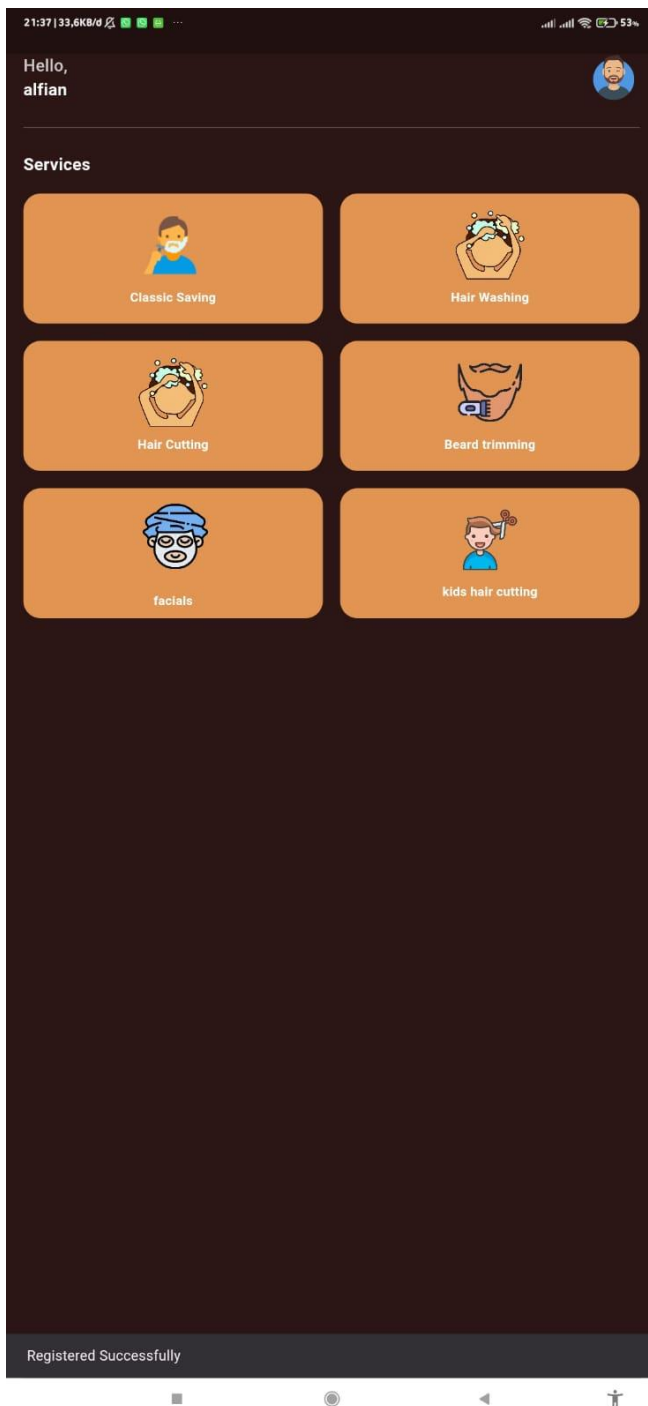 21:37 | 33,6KB/d ... 53%
Hello,
alfian
Services
Classic Saving
Hair Washing
Hair Cutting
Beard trimming
facials
kids hair cutting
Registered Successfully